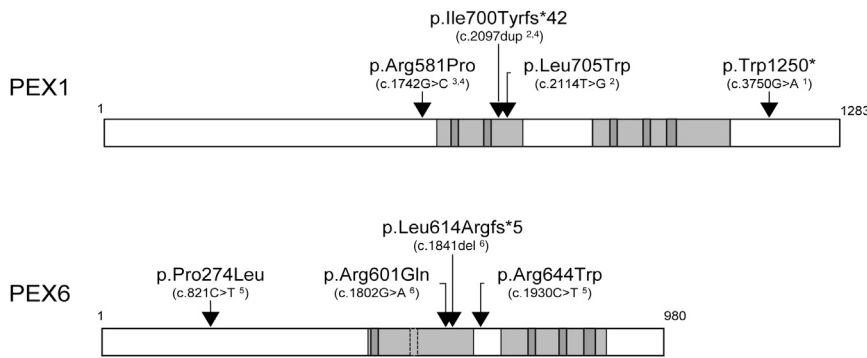 p.Ile700Tyrfs*42
(c.2097dup 2,4)
p.Arg581Pro p.Leu705Trp p.Trp1250*
(c.1742G>C 3,4) (c.2114T>G 2) (c.3750G>A 1)
PEX1
1 1283
p.Leu614Argfs*5
(c.1841del 6)
p.Pro274Leu p.Arg601Gln p.Arg644Trp
(c.821C>T 5) (c.1802G>A 6) (c.1930C>T 5)
PEX6
1 980